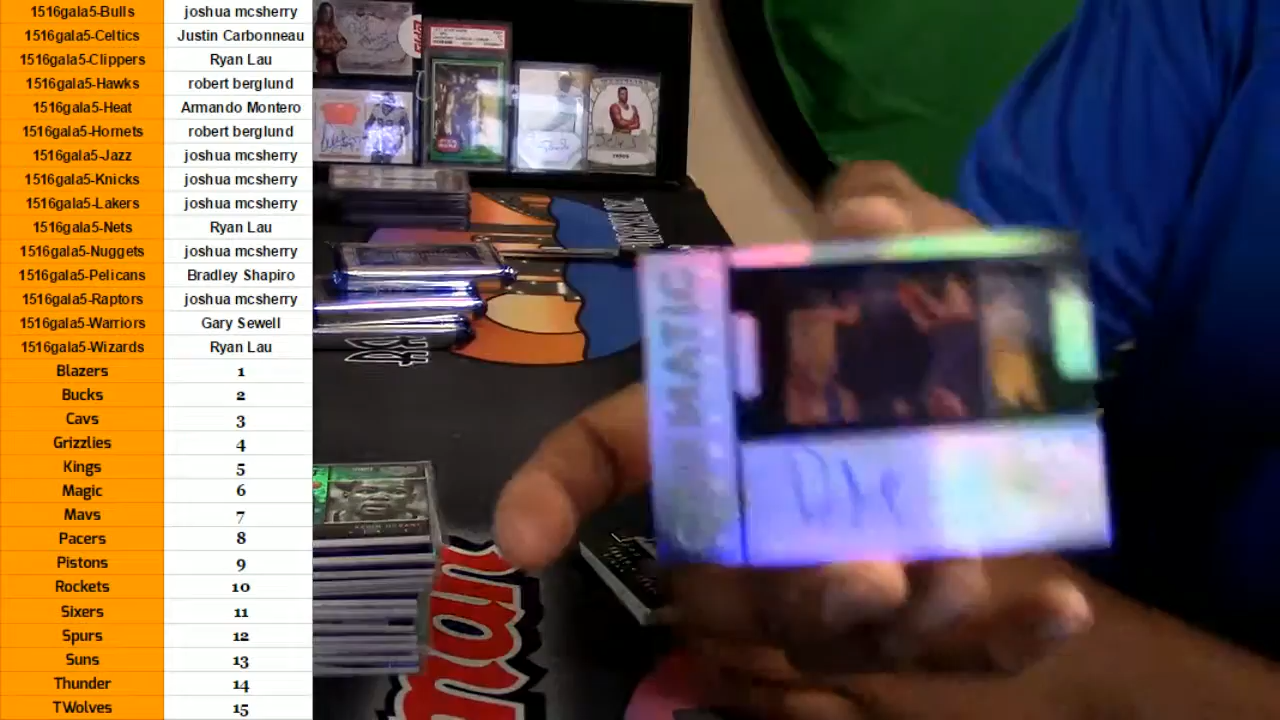 1516gala5-Bulls joshua mcsherry
1516gala5-Celtics Justin Carbonneau
1516gala5-Clippers Ryan Lau
1516gala5-Hawks robert berglund
1516gala5-Heat Armando Montero
1516gala5-Hornets robert berglund
1516gala5-Jazz joshua mcsherry
1516gala5-Knicks joshua mcsherry
1516gala5-Lakers joshua mcsherry
1516gala5-Nets Ryan Lau
1516gala5-Nuggets joshua mcsherry
1516gala5-Pelicans Bradley Shapiro
1516gala5-Raptors joshua mcsherry
1516gala5-Warriors Gary Sewell
1516gala5-Wizards Ryan Lau
Blazers 1
Bucks 2
Cavs 3
Grizzlies 4
Kings 5
Magic 6
Mavs 7
Pacers 8
Pistons 9
Rockets 10
Sixers 11
Spurs 12
Suns 13
Thunder 14
TWolves 15